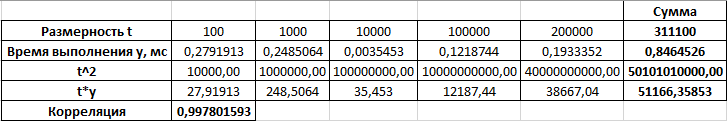 Сумма
Размерность t 100 1000 10000 100000 200000 311100
Время выполнения y, мс 0,2791913 0,2485064 0,0035453 0,1218744 0,1933352 0,8464526
t^2 10000,00 1000000,00 100000000,00 10000000000,00 40000000000,00 50101010000,00
t*y 27,91913 248,5064 35,453 12187,44 38667,04 51166,35853
Корреляция 0,997801593